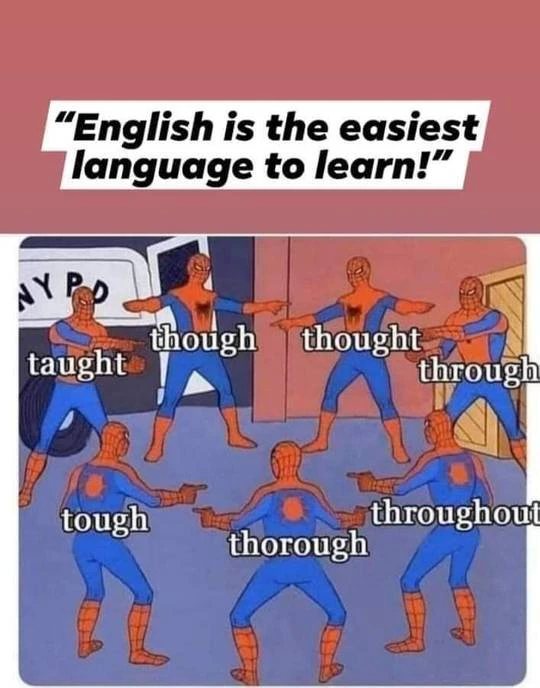 “English is the easiest
language to learn!”
NYPD
though
thought
taught
through
tough
throughout
thorough